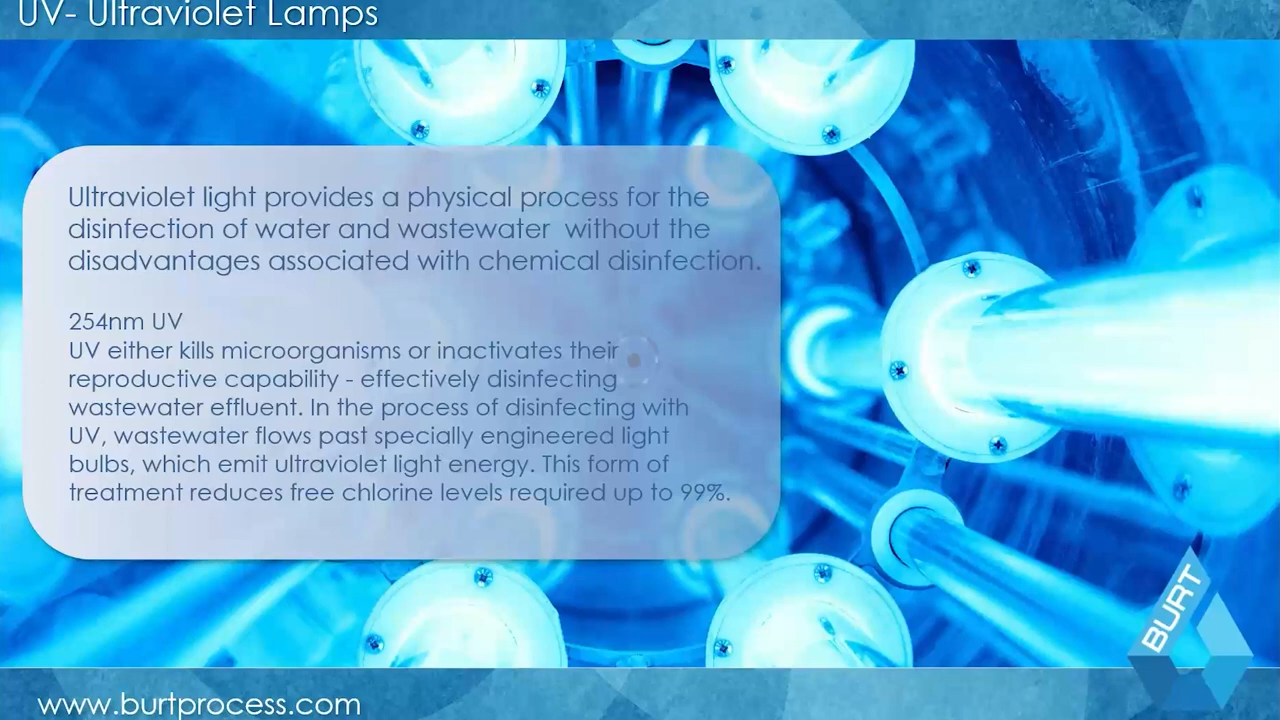 UV- Ultraviolet Lamps
Ultraviolet light provides a physical process for the
disinfection of water and wastewater  without the
disadvantages associated with chemical disinfection.
254nm UV
UV either kills microorganisms or inactivates their
reproductive capability - effectively disinfecting
wastewater effluent. In the process of disinfecting with
UV, wastewater flows past specially engineered light
bulbs, which emit ultraviolet light energy. This form of
treatment reduces free chlorine levels required up to 99%.
BURT
www.burtprocess.com